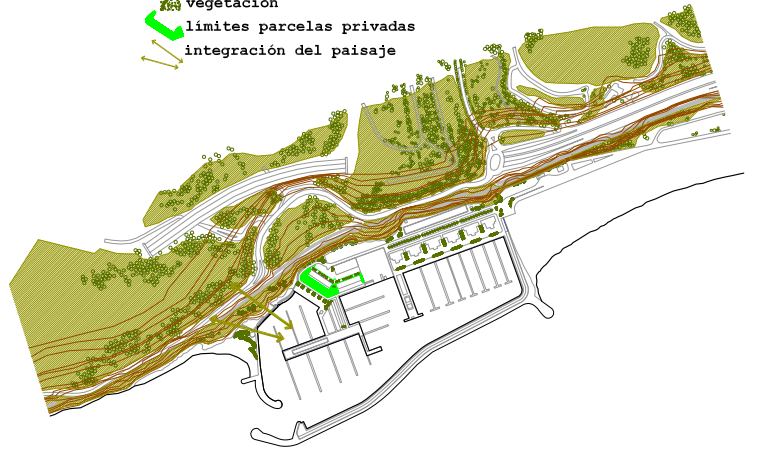 vegetación
límites parcelas privadas
integración del paisaje